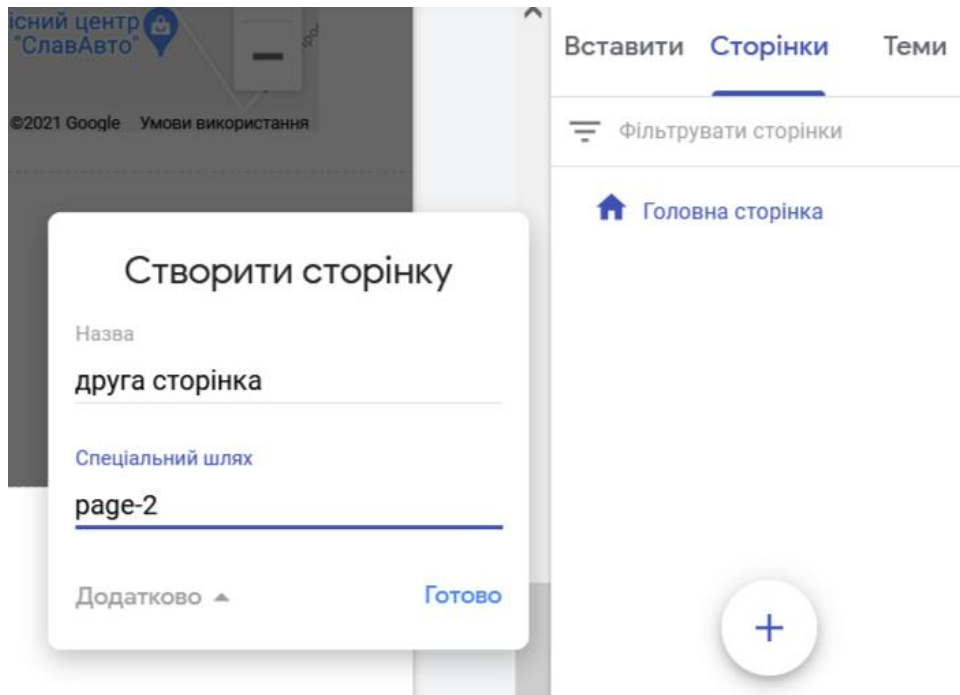 існий центр
"СлавАвто"
©2021 Google Умови використання
Вставити Сторінки Теми
Фільтрувати сторінки
Головна сторінка
Створити сторінку
Назва
друга сторінка
Спеціальний шлях
page-2
Додатково
Готово